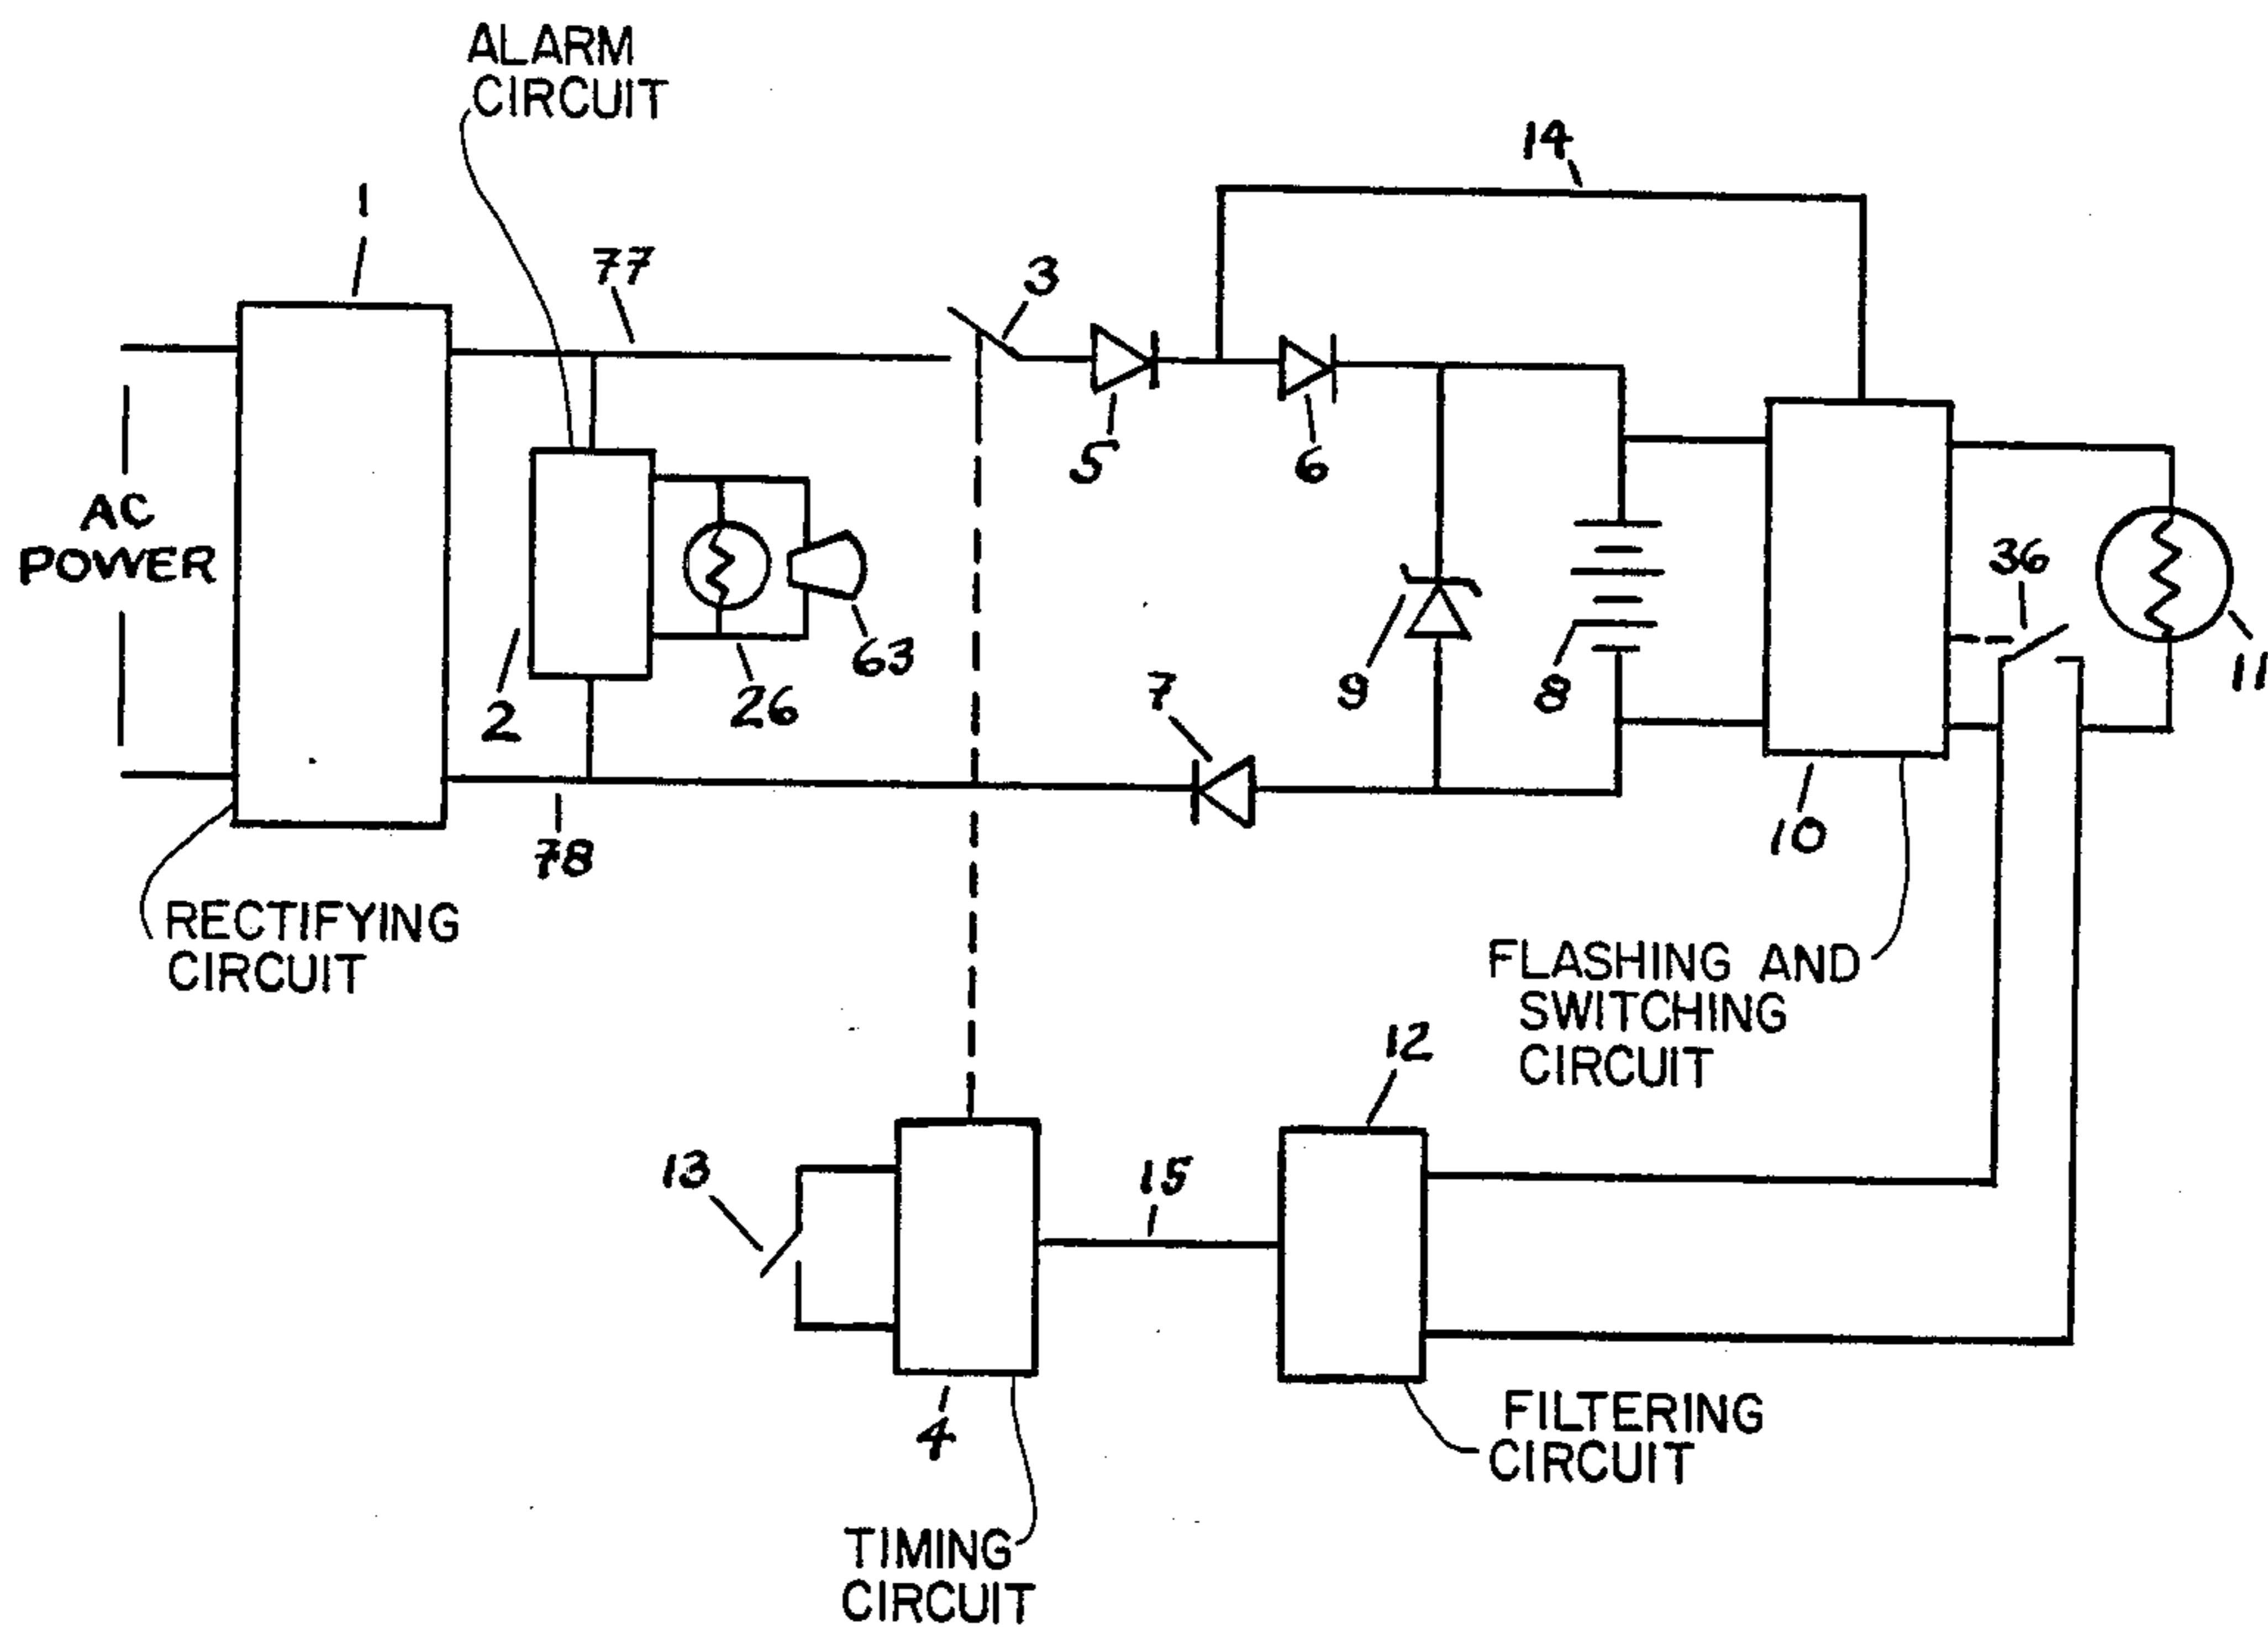 ALARM
CIRCUIT
14
1
77
3
5
6
AC
POWER
36
63
26
2
7
9
8
11
10
78
RECTIFYING
CIRCUIT
FLASHING AND
SWITCHING
CIRCUIT
12
13
15
4
FILTERING
CIRCUIT
TIMING
CIRCUIT